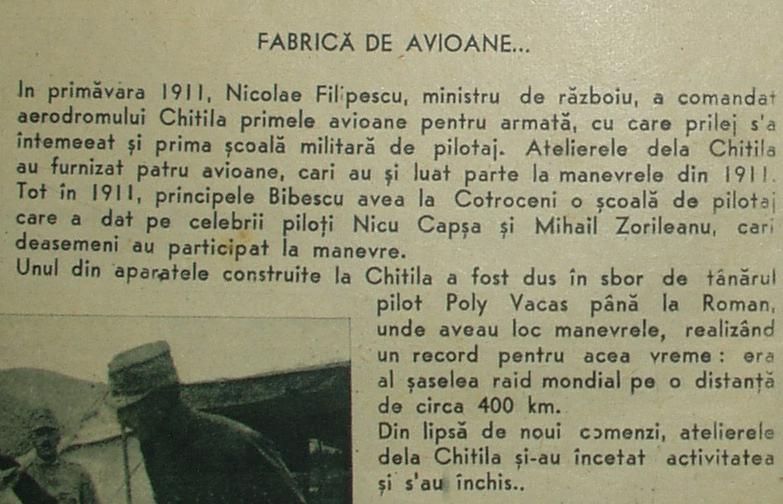 FABRICĂ DE AVIOANE...
In primăvara 1911, Nicolae Filipescu, ministru de războiu, a comandat
aerodromului Chitila primele avioane pentru armată, cu care prilej s'a
întemeeat și prima școală militară de pilotaj. Atelierele dela Chitila
au furnizat patru avioane, cari au și luat parte la manevrele din 1911.
Tot în 1911, principele Bibescu avea la Cotroceni o școală de pilotaj
care a dat pe celebrii piloți Nicu Capșa și Mihail Zorileanu, cari
deasemeni au participat la manevre.
Unul din aparatele construite la Chitila a fost dus în sbor de tânărul
pilot Poly Vacas până la Roman,
unde aveau loc manevrele, realizând
un record pentru acea vreme : era
al șaselea raid mondial pe o distanță
de circa 400 km.
Din lipsă de noui comenzi, atelierele
dela Chitila și-au încetat activitatea
și s'au închis..